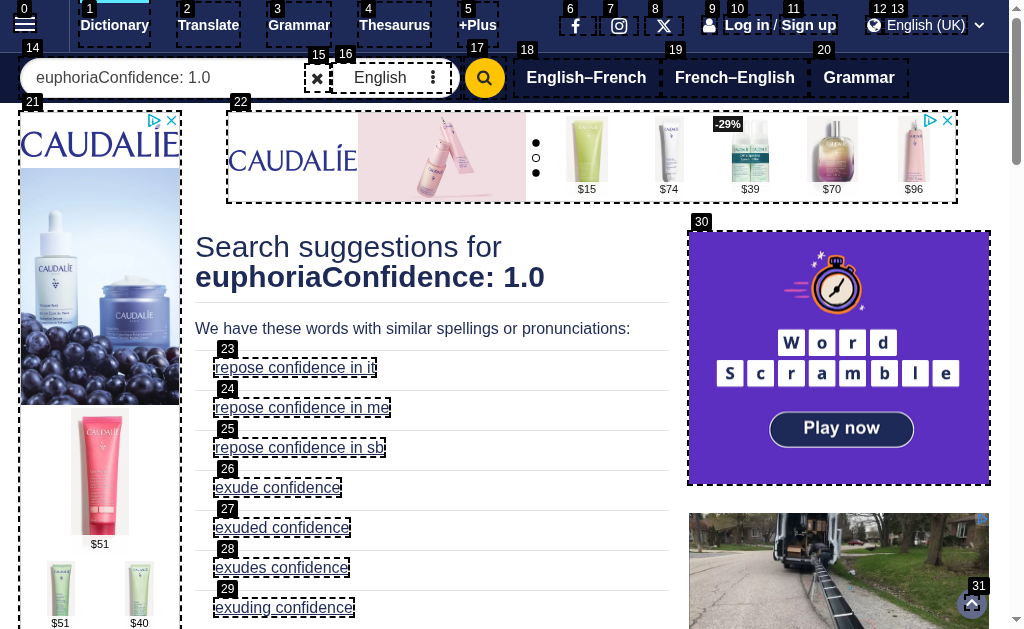 0 1 2 3 4 5 6 7 8 9 10 11 12 13
Dictionary Translate Grammar Thesaurus +Plus Log in / Sign up English (UK)
14 15 16 17 18 19 20
euphoriaConfidence: 1.0 English English–French French–English Grammar
21 22
CAUDALÍE
CAUDALÍE
-29%
$15 $74 $39 $70 $96
30
Search suggestions for
euphoriaConfidence: 1.0
We have these words with similar spellings or pronunciations:
23
repose confidence in it
24
repose confidence in me
25
repose confidence in sb
26
exude confidence
27
exuded confidence
28
exudes confidence
29
exuding confidence
CAUDALÍE
CAUDALÍE
CAUDALÍE
$51
$51 $40
Word
Scramble
Play now
31